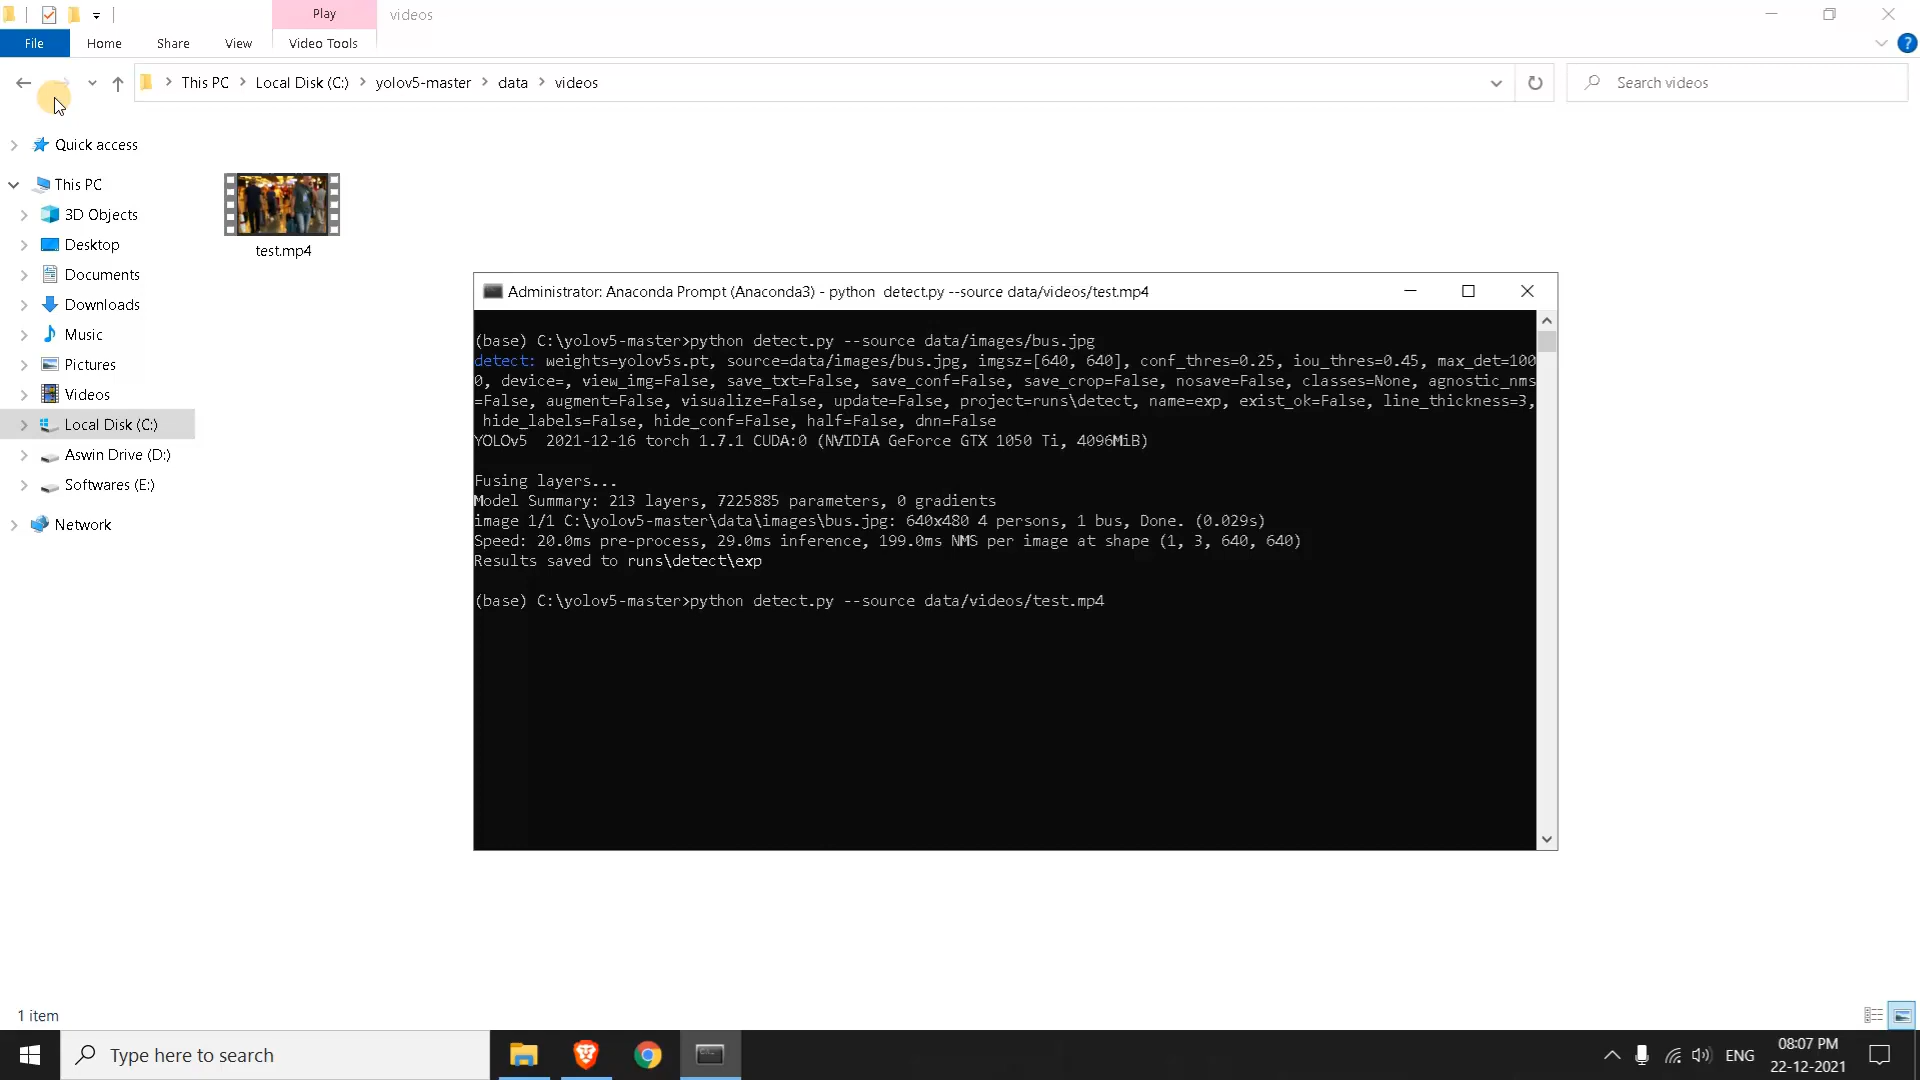 Play
videos
File
Home
Share
View
Video Tools
?
This PC
Local Disk (C:)
yolov5-master
data
videos
Search videos
Quick access
This PC
3D Objects
Desktop
Documents
Downloads
Music
Pictures
Videos
Local Disk (C:)
Aswin Drive (D:)
Softwares (E:)
Network
test.mp4
Administrator: Anaconda Prompt (Anaconda3) - python  detect.py --source data/videos/test.mp4
(base) C:\yolov5-master>python detect.py --source data/images/bus.jpg
detect: weights=yolov5s.pt, source=data/images/bus.jpg, imgsz=[640, 640], conf_thres=0.25, iou_thres=0.45, max_det=100
0, device=, view_img=False, save_txt=False, save_conf=False, save_crop=False, nosave=False, classes=None, agnostic_nms
=False, augment=False, visualize=False, update=False, project=runs\detect, name=exp, exist_ok=False, line_thickness=3,
hide_labels=False, hide_conf=False, half=False, dnn=False
YOLOv5  2021-12-16 torch 1.7.1 CUDA:0 (NVIDIA GeForce GTX 1050 Ti, 4096MiB)
Fusing layers...
Model Summary: 213 layers, 7225885 parameters, 0 gradients
image 1/1 C:\yolov5-master\data\images\bus.jpg: 640x480 4 persons, 1 bus, Done. (0.029s)
Speed: 20.0ms pre-process, 29.0ms inference, 199.0ms NMS per image at shape (1, 3, 640, 640)
Results saved to runs\detect\exp
(base) C:\yolov5-master>python detect.py --source data/videos/test.mp4
1 item
Type here to search
ENG
08:07 PM
22-12-2021